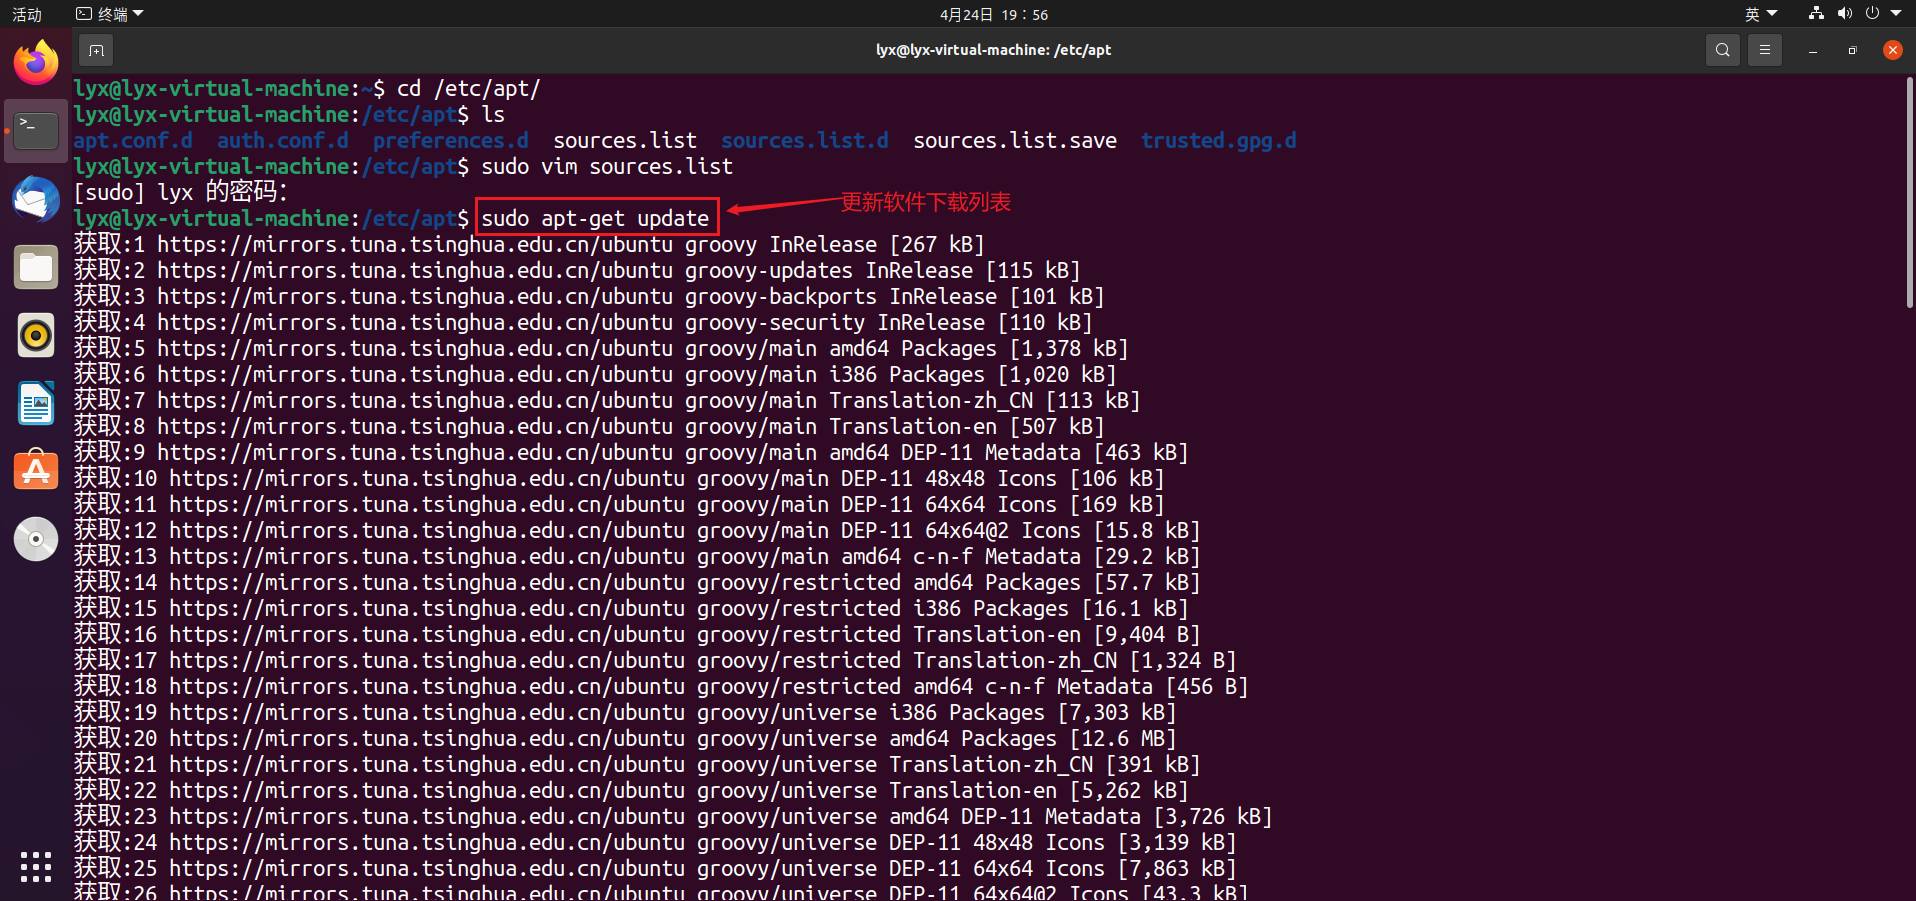 活动
终端
4月24日 19：56
英
lyx@lyx-virtual-machine: /etc/apt
lyx@lyx-virtual-machine:~$ cd /etc/apt/
lyx@lyx-virtual-machine:/etc/apt$ ls
apt.conf.d  auth.conf.d  preferences.d  sources.list  sources.list.d  sources.list.save  trusted.gpg.d
lyx@lyx-virtual-machine:/etc/apt$ sudo vim sources.list
[sudo] lyx 的密码：
lyx@lyx-virtual-machine:/etc/apt$ sudo apt-get update
更新软件下载列表
获取:1 https://mirrors.tuna.tsinghua.edu.cn/ubuntu groovy InRelease [267 kB]
获取:2 https://mirrors.tuna.tsinghua.edu.cn/ubuntu groovy-updates InRelease [115 kB]
获取:3 https://mirrors.tuna.tsinghua.edu.cn/ubuntu groovy-backports InRelease [101 kB]
获取:4 https://mirrors.tuna.tsinghua.edu.cn/ubuntu groovy-security InRelease [110 kB]
获取:5 https://mirrors.tuna.tsinghua.edu.cn/ubuntu groovy/main amd64 Packages [1,378 kB]
获取:6 https://mirrors.tuna.tsinghua.edu.cn/ubuntu groovy/main i386 Packages [1,020 kB]
获取:7 https://mirrors.tuna.tsinghua.edu.cn/ubuntu groovy/main Translation-zh_CN [113 kB]
获取:8 https://mirrors.tuna.tsinghua.edu.cn/ubuntu groovy/main Translation-en [507 kB]
获取:9 https://mirrors.tuna.tsinghua.edu.cn/ubuntu groovy/main amd64 DEP-11 Metadata [463 kB]
获取:10 https://mirrors.tuna.tsinghua.edu.cn/ubuntu groovy/main DEP-11 48x48 Icons [106 kB]
获取:11 https://mirrors.tuna.tsinghua.edu.cn/ubuntu groovy/main DEP-11 64x64 Icons [169 kB]
获取:12 https://mirrors.tuna.tsinghua.edu.cn/ubuntu groovy/main DEP-11 64x64@2 Icons [15.8 kB]
获取:13 https://mirrors.tuna.tsinghua.edu.cn/ubuntu groovy/main amd64 c-n-f Metadata [29.2 kB]
获取:14 https://mirrors.tuna.tsinghua.edu.cn/ubuntu groovy/restricted amd64 Packages [57.7 kB]
获取:15 https://mirrors.tuna.tsinghua.edu.cn/ubuntu groovy/restricted i386 Packages [16.1 kB]
获取:16 https://mirrors.tuna.tsinghua.edu.cn/ubuntu groovy/restricted Translation-en [9,404 B]
获取:17 https://mirrors.tuna.tsinghua.edu.cn/ubuntu groovy/restricted Translation-zh_CN [1,324 B]
获取:18 https://mirrors.tuna.tsinghua.edu.cn/ubuntu groovy/restricted amd64 c-n-f Metadata [456 B]
获取:19 https://mirrors.tuna.tsinghua.edu.cn/ubuntu groovy/universe i386 Packages [7,303 kB]
获取:20 https://mirrors.tuna.tsinghua.edu.cn/ubuntu groovy/universe amd64 Packages [12.6 MB]
获取:21 https://mirrors.tuna.tsinghua.edu.cn/ubuntu groovy/universe Translation-zh_CN [391 kB]
获取:22 https://mirrors.tuna.tsinghua.edu.cn/ubuntu groovy/universe Translation-en [5,262 kB]
获取:23 https://mirrors.tuna.tsinghua.edu.cn/ubuntu groovy/universe amd64 DEP-11 Metadata [3,726 kB]
获取:24 https://mirrors.tuna.tsinghua.edu.cn/ubuntu groovy/universe DEP-11 48x48 Icons [3,139 kB]
获取:25 https://mirrors.tuna.tsinghua.edu.cn/ubuntu groovy/universe DEP-11 64x64 Icons [7,863 kB]
获取:26 https://mirrors.tuna.tsinghua.edu.cn/ubuntu groovy/universe DEP-11 64x64@2 Icons [43.3 kB]